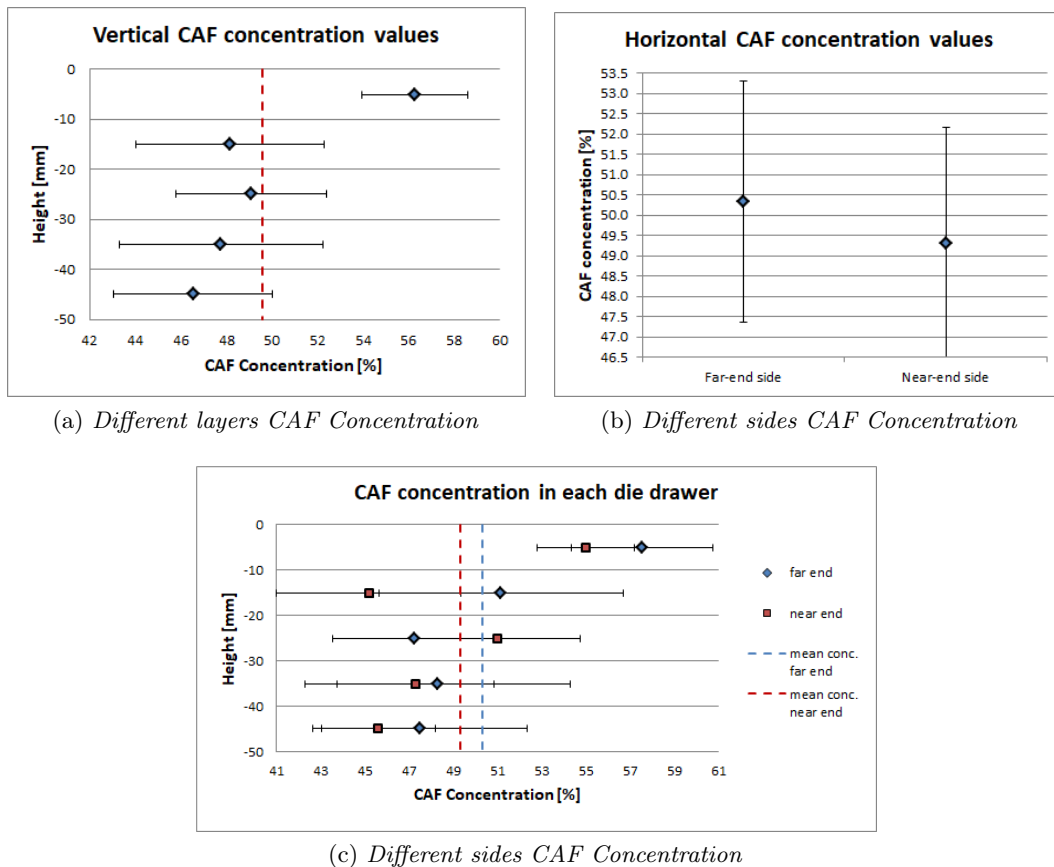 Vertical CAF concentration values
0
-10
-20
-30
-40
-50
Height [mm]
42 44 46 48 50 52 54 56 58 60
CAF Concentration [%]
(a) Different layers CAF Concentration
Horizontal CAF concentration values
53.5
53.0
52.5
52.0
51.5
51.0
50.5
50.0
49.5
49.0
48.5
48.0
47.5
47.0
46.5
CAF concentration [%]
Far-end side Near-end side
(b) Different sides CAF Concentration
CAF concentration in each die drawer
0
-10
-20
-30
-40
-50
Height [mm]
41 43 45 47 49 51 53 55 57 59 61
CAF Concentration [%]
far end
near end
mean conc.
far end
mean conc.
near end
(c) Different sides CAF Concentration